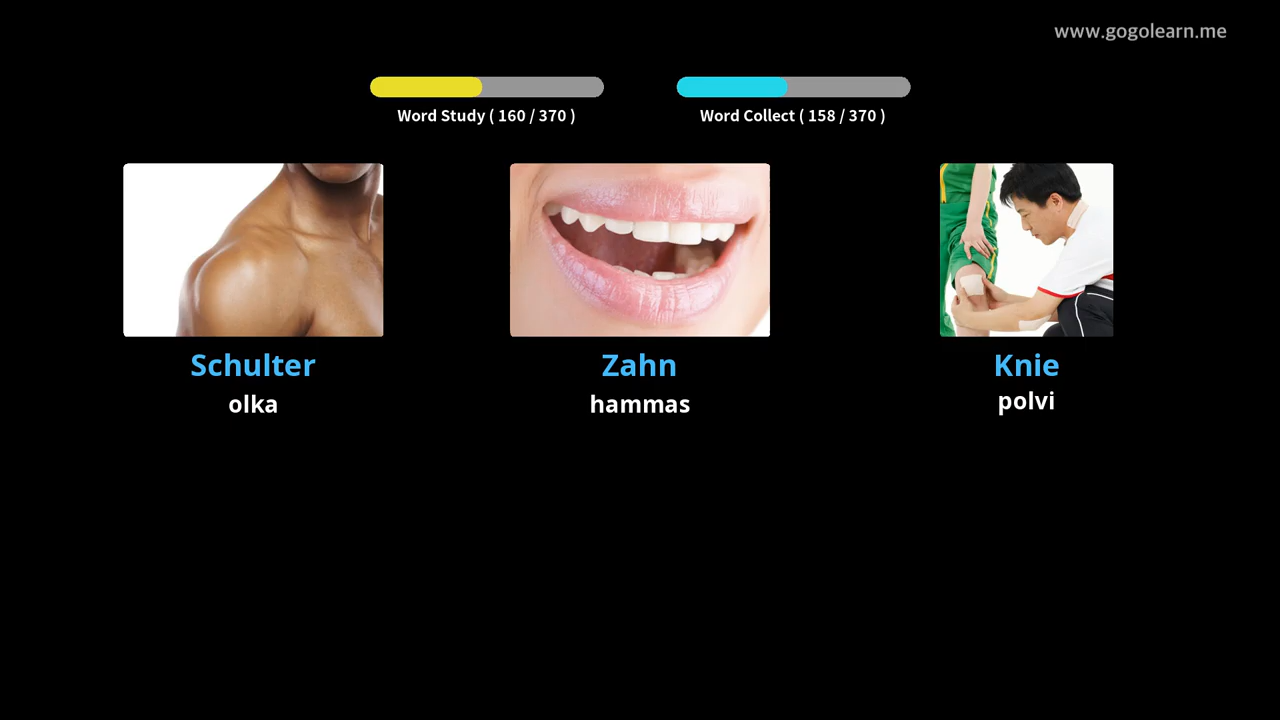 www.gogolearn.me
Word Study ( 160 / 370 )
Word Collect ( 158 / 370 )
Schulter
olka
Zahn
hammas
Knie
polvi